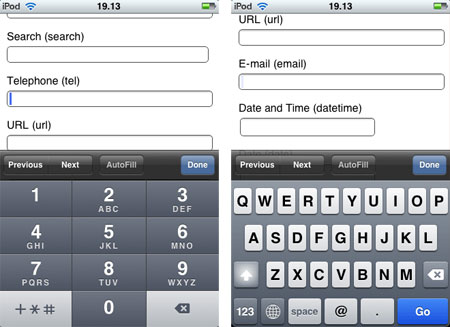 iPod 19.13
Search (search)
Telephone (tel)
URL (url)
Previous Next AutoFill Done
1 2 3
ABC DEF
4 5 6
GHI JKL MNO
7 8 9
PQRS TUV WXYZ
+*# 0
iPod 19.13
URL (url)
E-mail (email)
Date and Time (datetime)
Date (date)
Previous Next AutoFill Done
Q W E R T Y U I O P
A S D F G H J K L
Z X C V B N M
123 space @ . Go